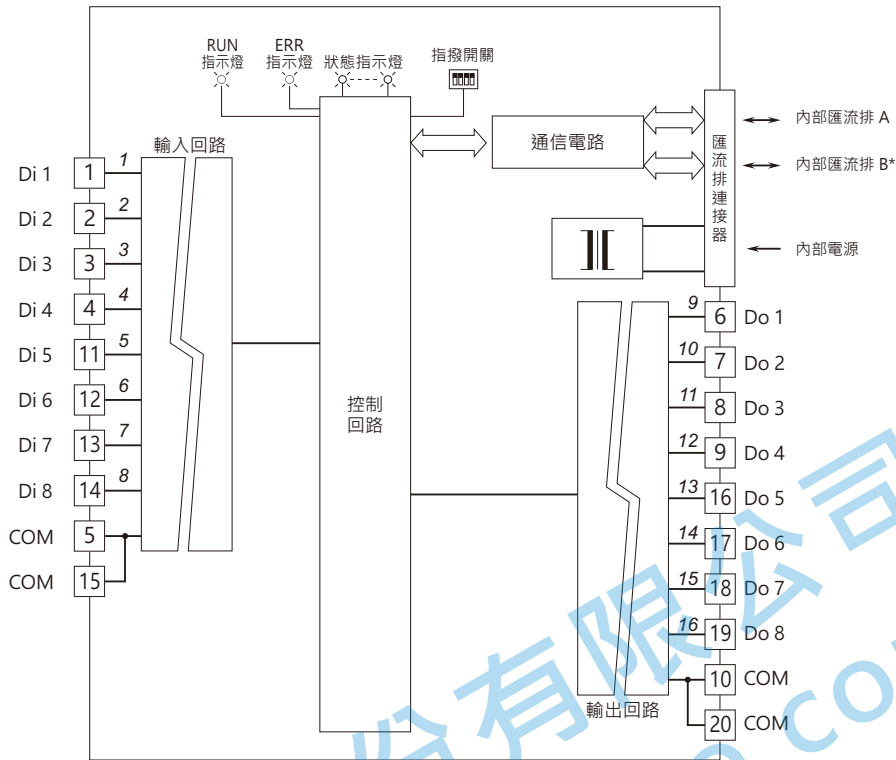 RUN
指示燈
ERR
指示燈
狀態指示燈
指撥開關
輸入回路
通信電路
匯流排連接器
內部匯流排 A
內部匯流排 B*
內部電源
Di 1 1 1
Di 2 2 2
Di 3 3 3
Di 4 4 4
Di 5 11 5
Di 6 12 6
Di 7 13 7
Di 8 14 8
COM 5
COM 15
控制
回路
9 6 Do 1
10 7 Do 2
11 8 Do 3
12 9 Do 4
13 16 Do 5
14 17 Do 6
15 18 Do 7
16 19 Do 8
10 COM
20 COM
輸出回路
份有限公司